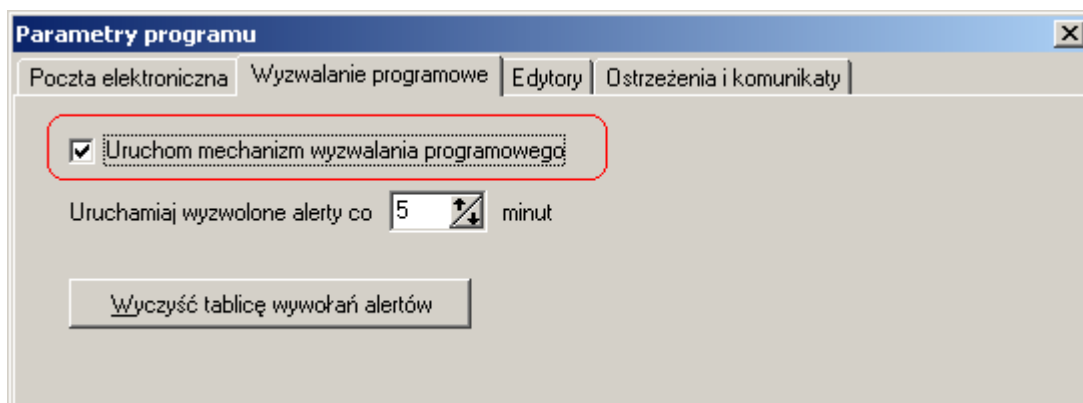 Parametry programu
Poczta elektroniczna Wyzwalanie programowe Edytory Ostrzeżenia i komunikaty
Uruchom mechanizm wyzwalania programowego
Uruchamiaj wyzwolone alerty co 5 minut
Wyczyść tablicę wywołań alertów